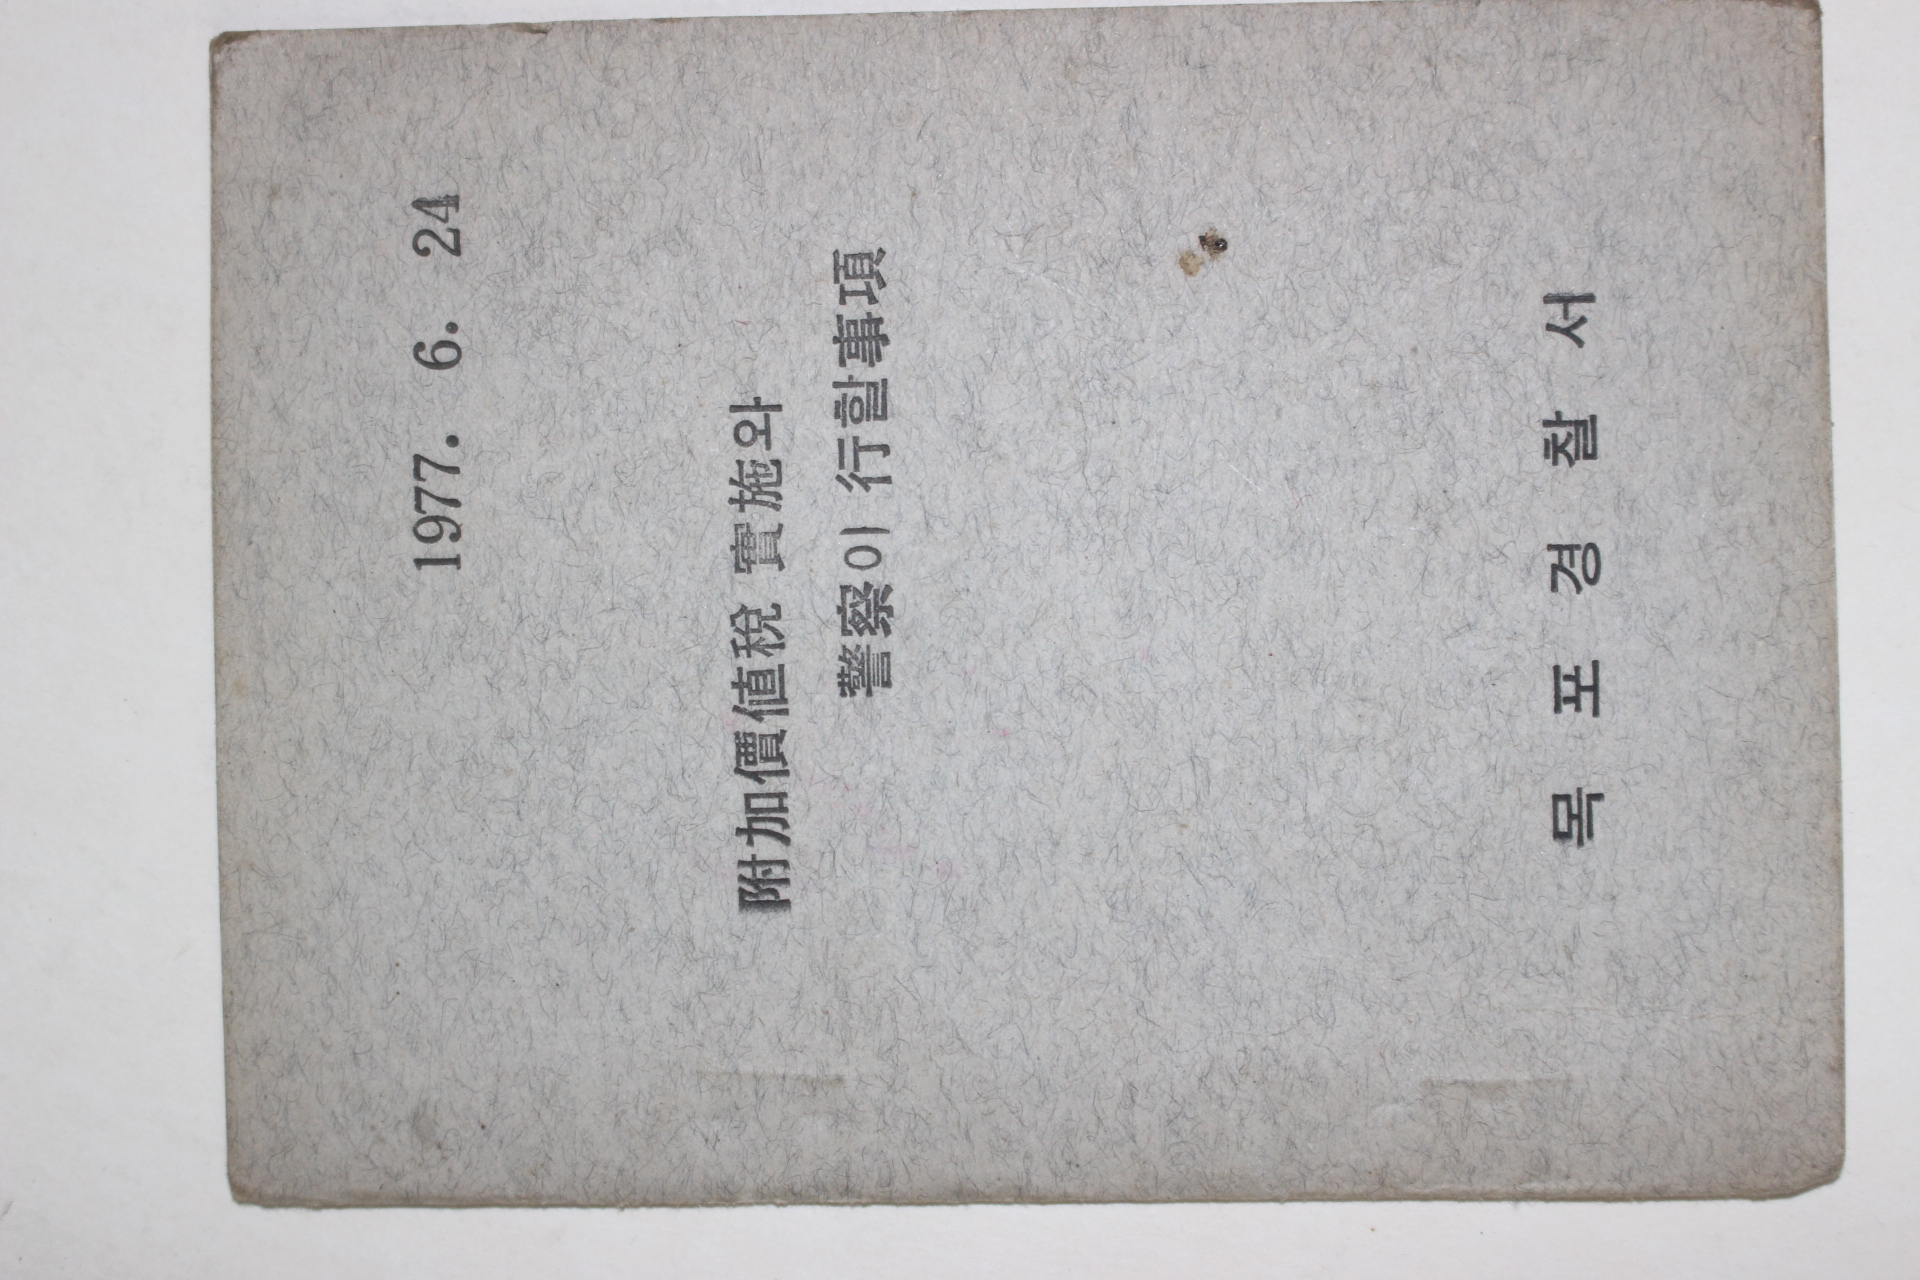 1977. 6. 24
附加價値稅 實施와
警察이 行할事項
목포경찰서